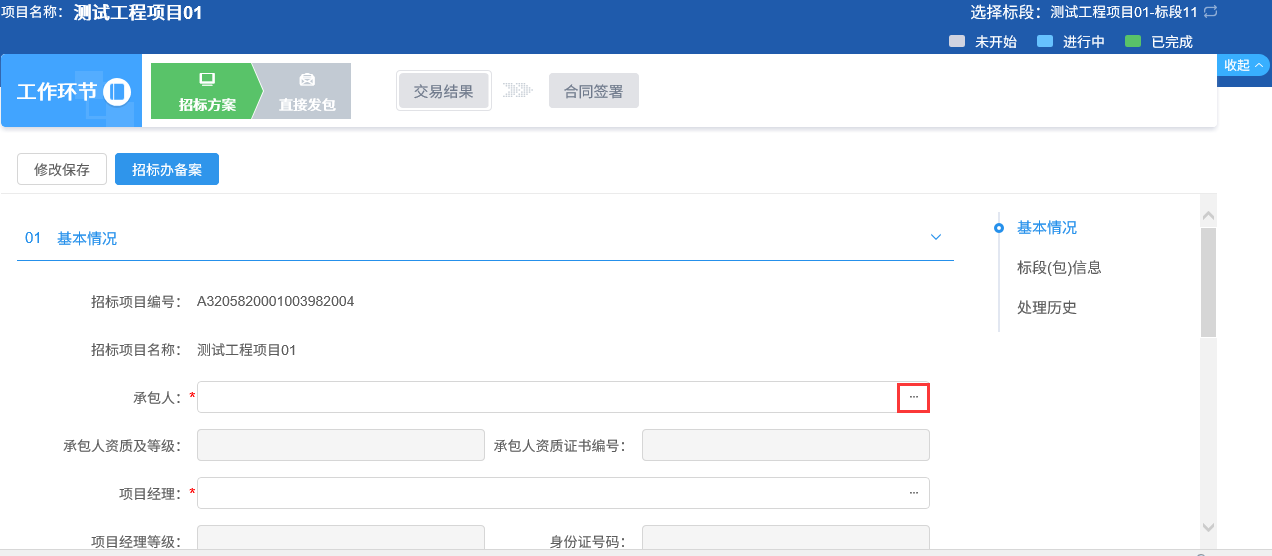 项目名称： 测试工程项目01
选择标段：测试工程项目01-标段11
未开始 进行中 已完成
收起
工作环节
招标方案 直接发包 交易结果 合同签署
修改保存 招标办备案
01 基本情况
基本情况
标段(包)信息
处理历史
招标项目编号： A3205820001003982004
招标项目名称： 测试工程项目01
承包人：* ...
承包人资质及等级： 承包人资质证书编号：
项目经理：* ...
项目经理等级： 身份证号码：